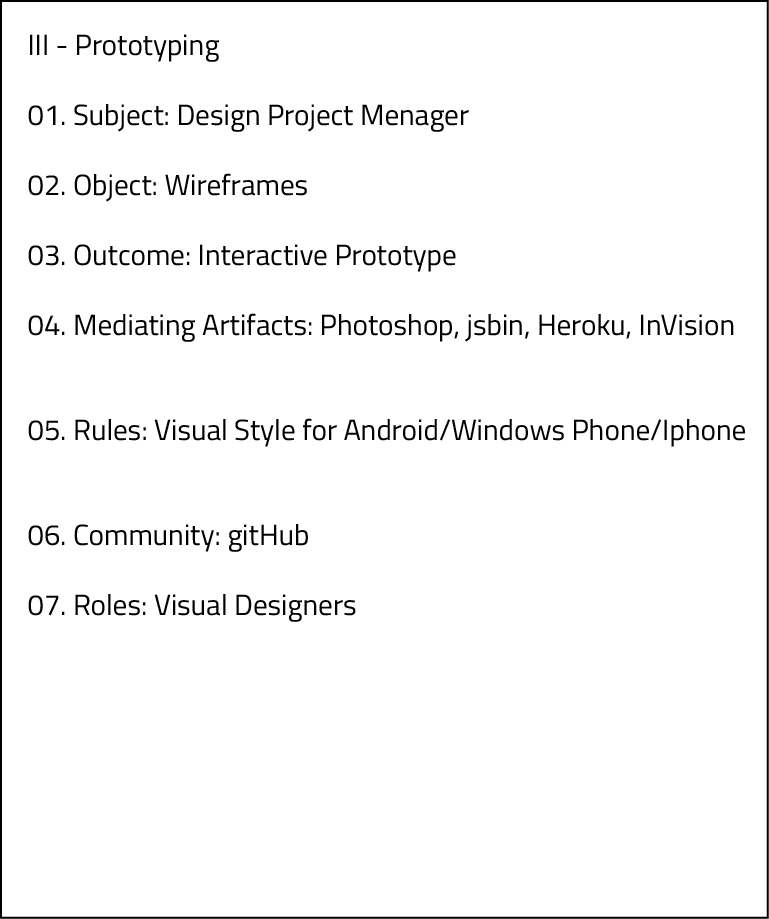 III - Prototyping
01. Subject: Design Project Menager
02. Object: Wireframes
03. Outcome: Interactive Prototype
04. Mediating Artifacts: Photoshop, jsbin, Heroku, InVision
05. Rules: Visual Style for Android/Windows Phone/Iphone
06. Community: gitHub
07. Roles: Visual Designers